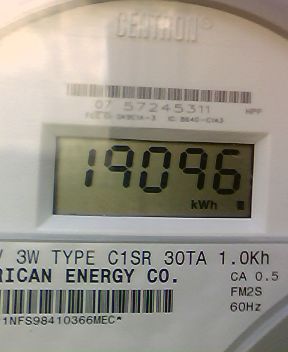 CENTRON®
07 57245311
19096
kWh
V 3W TYPE C1SR 30TA 1.0Kh
RICAN ENERGY CO. CA 0.5
FM2S
60Hz
1NFS98410366MEC*